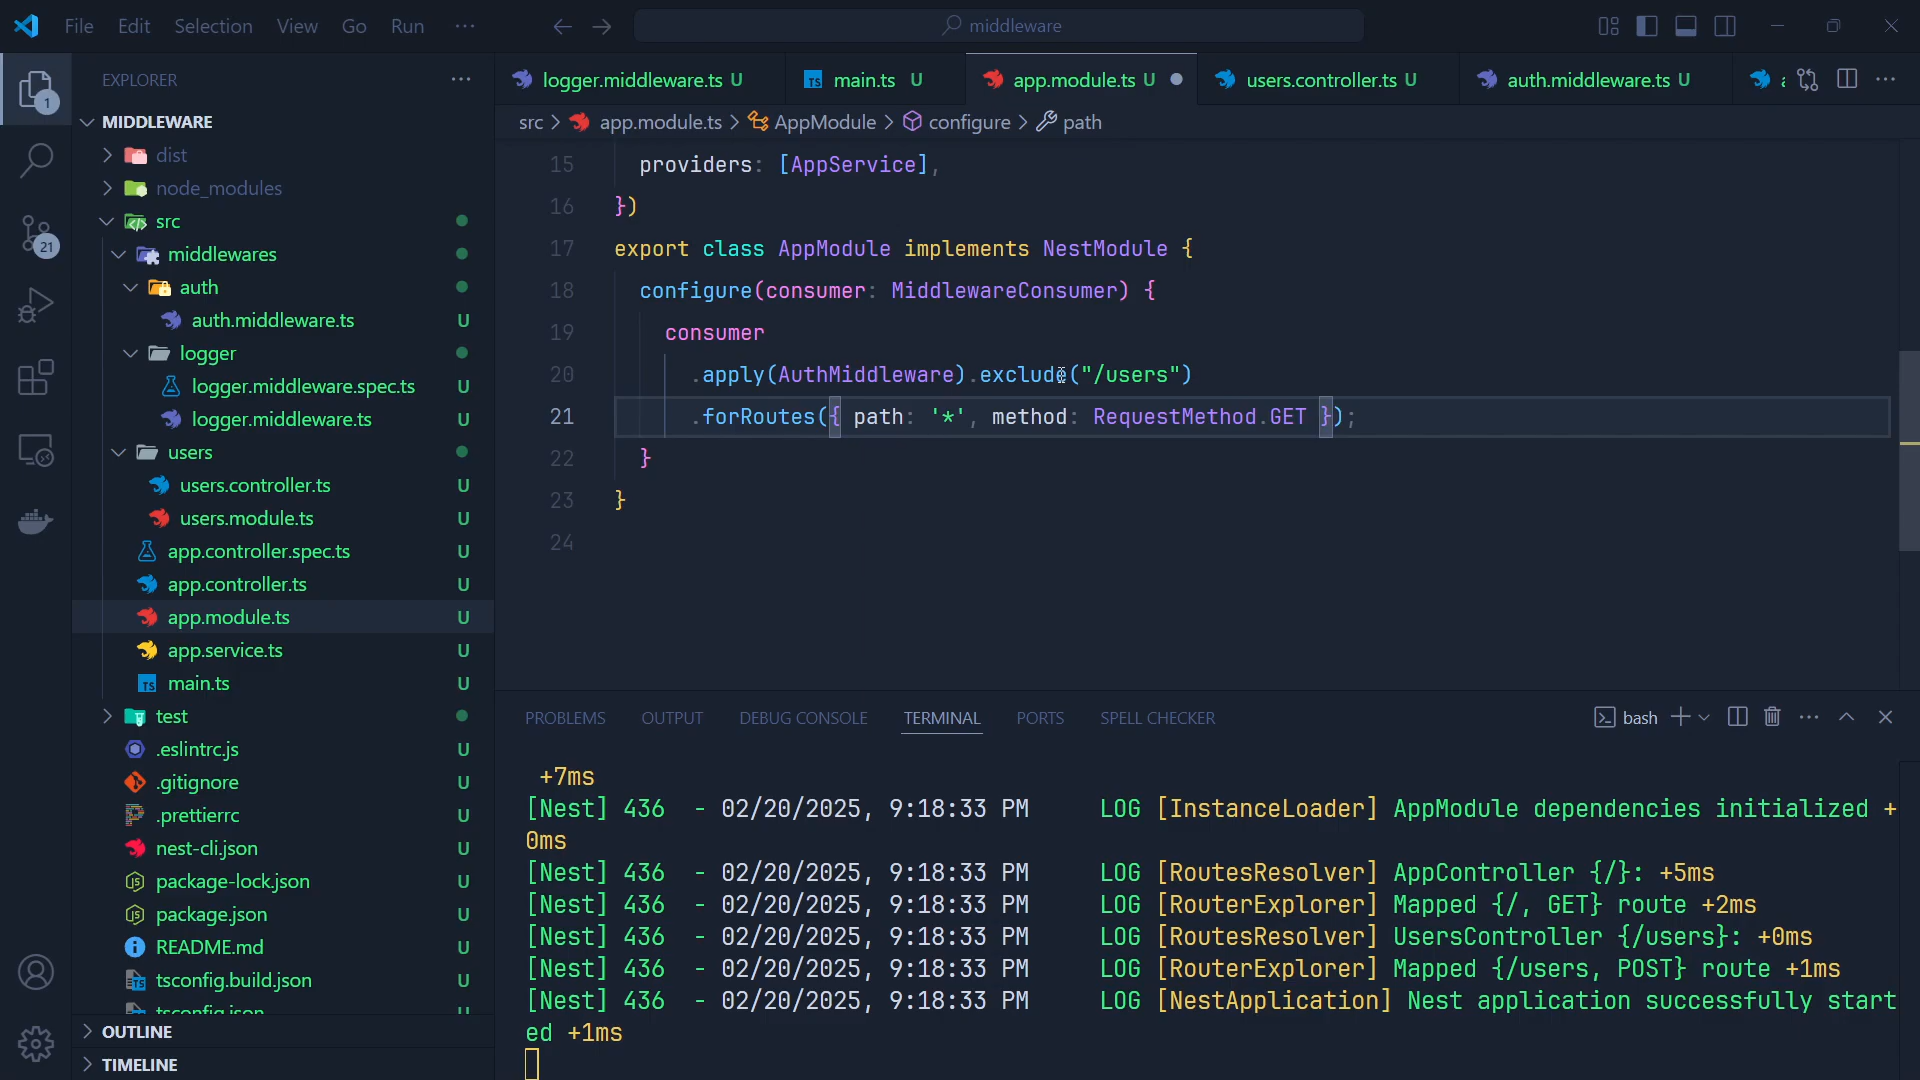 File Edit Selection View Go Run ··· middleware
EXPLORER ···
1
21
MIDDLEWARE
dist
node_modules
src
middlewares
auth
auth.middleware.ts U
logger
logger.middleware.spec.ts U
logger.middleware.ts U
users
users.controller.ts U
users.module.ts U
app.controller.spec.ts U
app.controller.ts U
app.module.ts U
app.service.ts U
main.ts U
test
.eslintrc.js U
.gitignore U
.prettierrc U
nest-cli.json U
package-lock.json U
package.json U
README.md U
tsconfig.build.json U
tsconfig.json U
OUTLINE
TIMELINE
logger.middleware.ts U main.ts U app.module.ts U users.controller.ts U auth.middleware.ts U
src > app.module.ts > AppModule > configure > path
15 providers: [AppService],
16 })
17 export class AppModule implements NestModule {
18 configure(consumer: MiddlewareConsumer) {
19 consumer
20 .apply(AuthMiddleware).exclude("/users")
21 .forRoutes({ path: '*', method: RequestMethod.GET });
22 }
23 }
24
PROBLEMS OUTPUT DEBUG CONSOLE TERMINAL PORTS SPELL CHECKER bash
+7ms
[Nest] 436 - 02/20/2025, 9:18:33 PM LOG [InstanceLoader] AppModule dependencies initialized +
0ms
[Nest] 436 - 02/20/2025, 9:18:33 PM LOG [RoutesResolver] AppController {/}: +5ms
[Nest] 436 - 02/20/2025, 9:18:33 PM LOG [RouterExplorer] Mapped {/, GET} route +2ms
[Nest] 436 - 02/20/2025, 9:18:33 PM LOG [RoutesResolver] UsersController {/users}: +0ms
[Nest] 436 - 02/20/2025, 9:18:33 PM LOG [RouterExplorer] Mapped {/users, POST} route +1ms
[Nest] 436 - 02/20/2025, 9:18:33 PM LOG [NestApplication] Nest application successfully start
ed +1ms